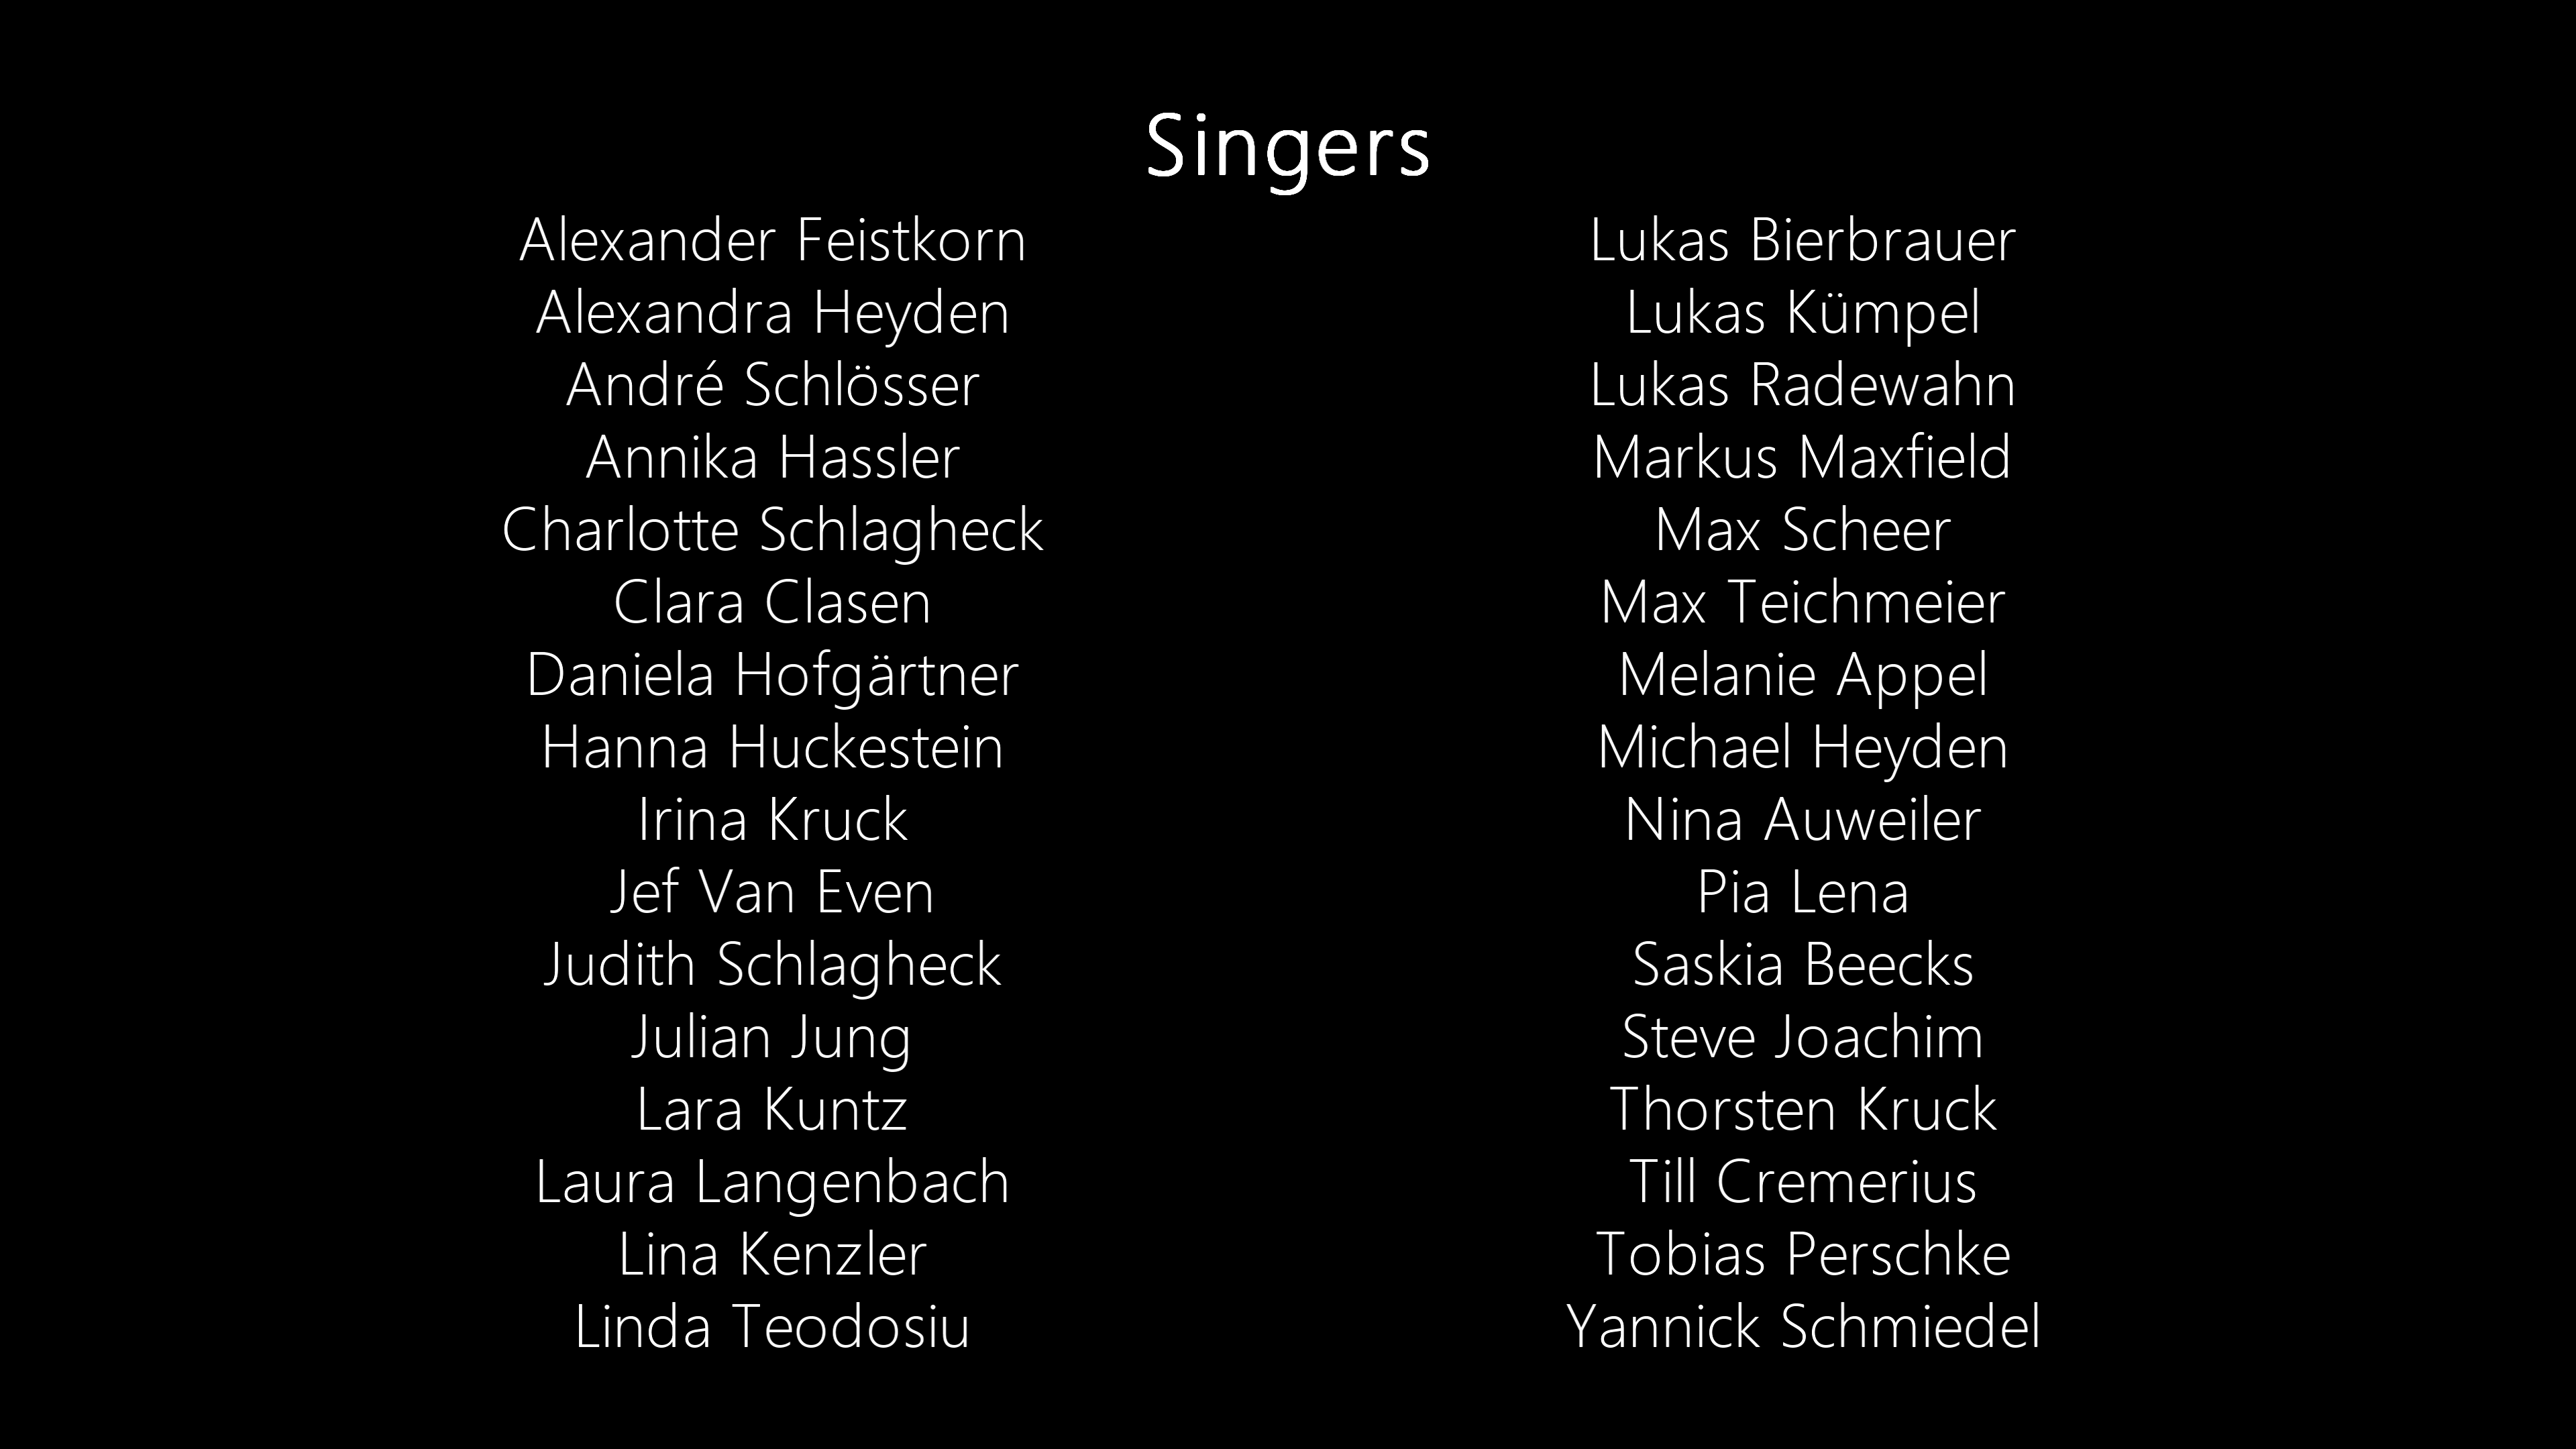 Singers
Alexander Feistkorn
Alexandra Heyden
André Schlösser
Annika Hassler
Charlotte Schlagheck
Clara Clasen
Daniela Hofgärtner
Hanna Huckestein
Irina Kruck
Jef Van Even
Judith Schlagheck
Julian Jung
Lara Kuntz
Laura Langenbach
Lina Kenzler
Linda Teodosiu
Lukas Bierbrauer
Lukas Kümpel
Lukas Radewahn
Markus Maxfield
Max Scheer
Max Teichmeier
Melanie Appel
Michael Heyden
Nina Auweiler
Pia Lena
Saskia Beecks
Steve Joachim
Thorsten Kruck
Till Cremerius
Tobias Perschke
Yannick Schmiedel